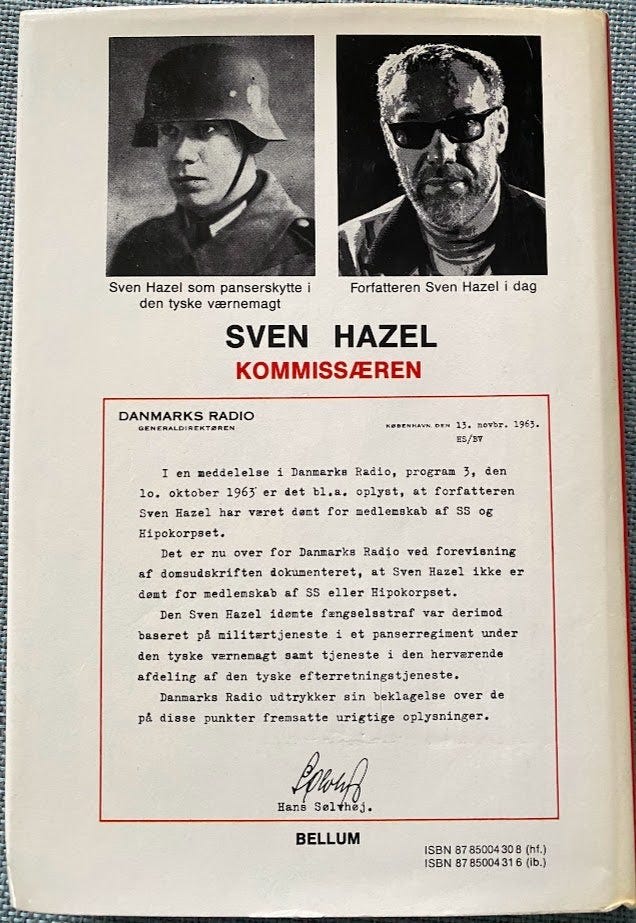 Sven Hazel som panserskytte i
den tyske værnemagt
Forfatteren Sven Hazel i dag
SVEN HAZEL
KOMMISSÆREN
DANMARKS RADIO
GENERALDIREKTØREN
KØBENHAVN, DEN 13. novbr. 1963.
HS/BV
I en meddelelse i Danmarks Radio, program 3, den
lo. oktober 1963 er det bl.a. oplyst, at forfatteren
Sven Hazel har været dømt for medlemskab af SS og
Hipokorpset.
Det er nu over for Danmarks Radio ved forevisning
af domsudskriften dokumenteret, at Sven Hazel ikke er
dømt for medlemskab af SS eller Hipokorpset.
Den Sven Hazel idømte fængselsstraf var derimod
baseret på militærtjeneste i et panserregiment under
den tyske værnemagt samt tjeneste i den herværende
afdeling af den tyske efterretningstjeneste.
Danmarks Radio udtrykker sin beklagelse over de
på disse punkter fremsatte urigtige oplysninger.
Hans Sølvhøj.
BELLUM
ISBN 87 85004 30 8 (hf.)
ISBN 87 85004 31 6 (ib.)